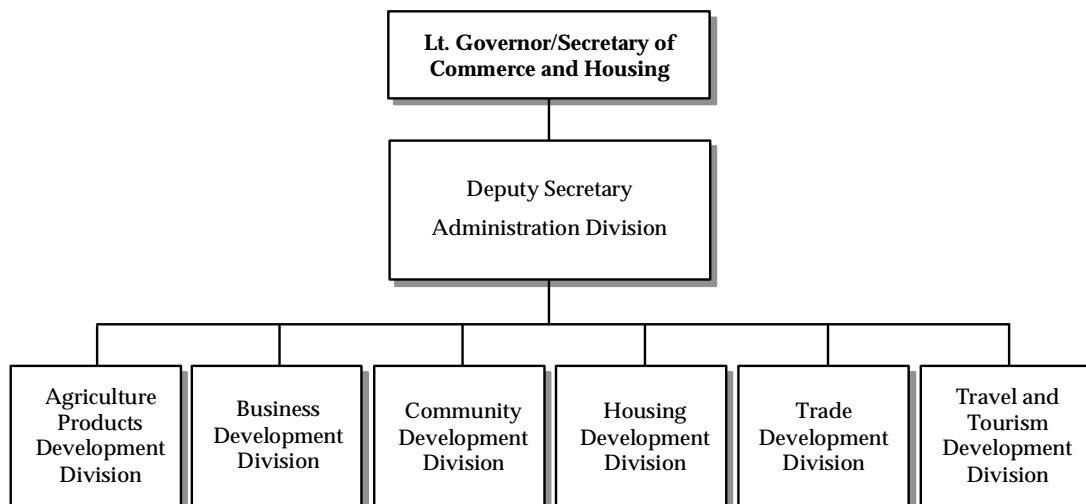 Lt. Governor/Secretary of
Commerce and Housing
Deputy Secretary
Administration Division
Agriculture
Products
Development
Division
Business
Development
Division
Community
Development
Division
Housing
Development
Division
Trade
Development
Division
Travel and
Tourism
Development
Division